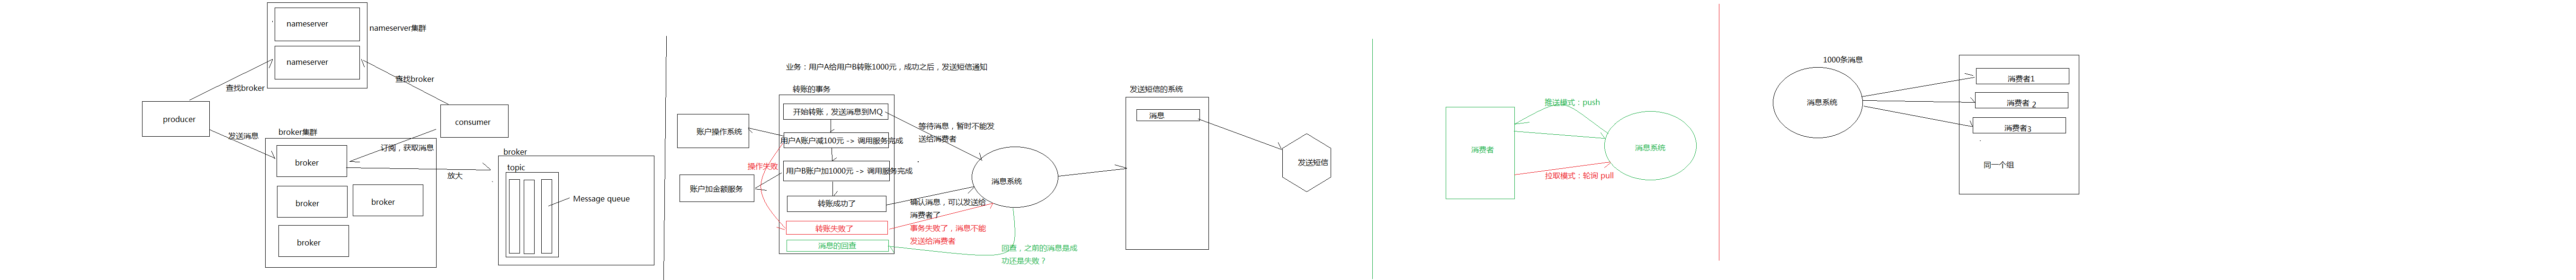 nameserver
nameserver集群
nameserver
查找broker
查找broker
producer
consumer
发送消息
broker集群
订阅，获取消息
broker
放大
broker
broker
broker
broker
topic
Message queue
业务：用户A给用户B转账1000元，成功之后，发送短信通知
转账的事务
账户操作系统
开始转账，发送消息到MQ
用户A账户减100元 -> 调用服务完成
操作失败
用户B账户加1000元 -> 调用服务完成
账户加金额服务
转账成功了
转账失败了
消息的回查
等待消息，暂时不能发
送给消费者
消息系统
确认消息，可以发送给
消费者了
事务失败了，消息不能
发送给消费者
回查，之前的消息是成
功还是失败？
发送短信的系统
消息
发送短信
推送模式：push
消费者
消息系统
拉取模式：轮询 pull
1000条消息
消息系统
消费者1
消费者 2
消费者3
同一个组